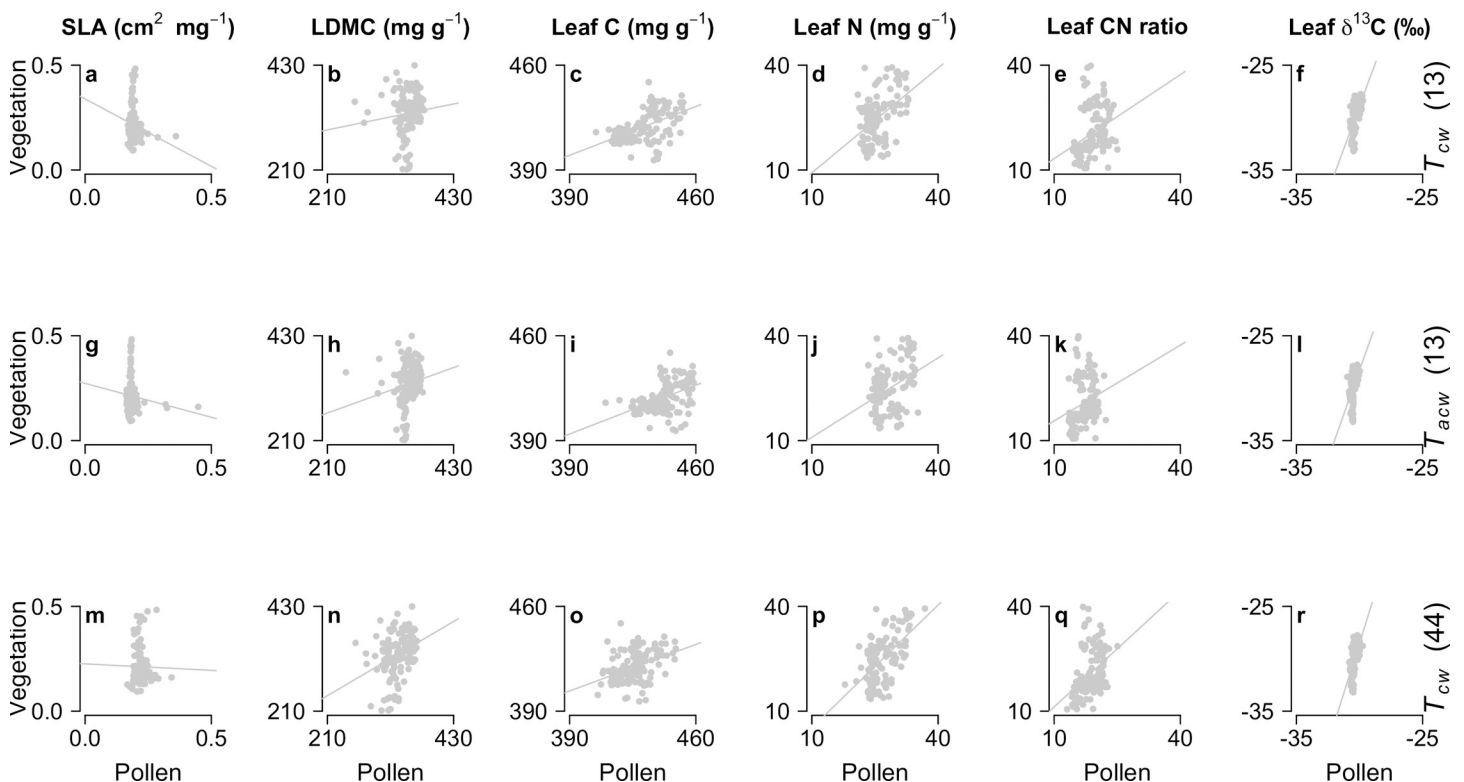 SLA (cm² mg⁻¹) LDMC (mg g⁻¹) Leaf C (mg g⁻¹) Leaf N (mg g⁻¹) Leaf CN ratio Leaf δ¹³C (‰)
Vegetation
0.5 a 430 b 460 c 40 d 40 e -25 f
0.0 210 390 10 10 -35
0.0 0.5 210 430 390 460 10 40 10 40 -35 -25
T cw (13)
Vegetation
0.5 g 430 h 460 i 40 j 40 k -25 l
0.0 210 390 10 10 -35
0.0 0.5 210 430 390 460 10 40 10 40 -35 -25
T acw (13)
Vegetation
0.5 m 430 n 460 o 40 p 40 q -25 r
0.0 210 390 10 10 -35
0.0 0.5 210 430 390 460 10 40 10 40 -35 -25
T cw (44)
Pollen Pollen Pollen Pollen Pollen Pollen